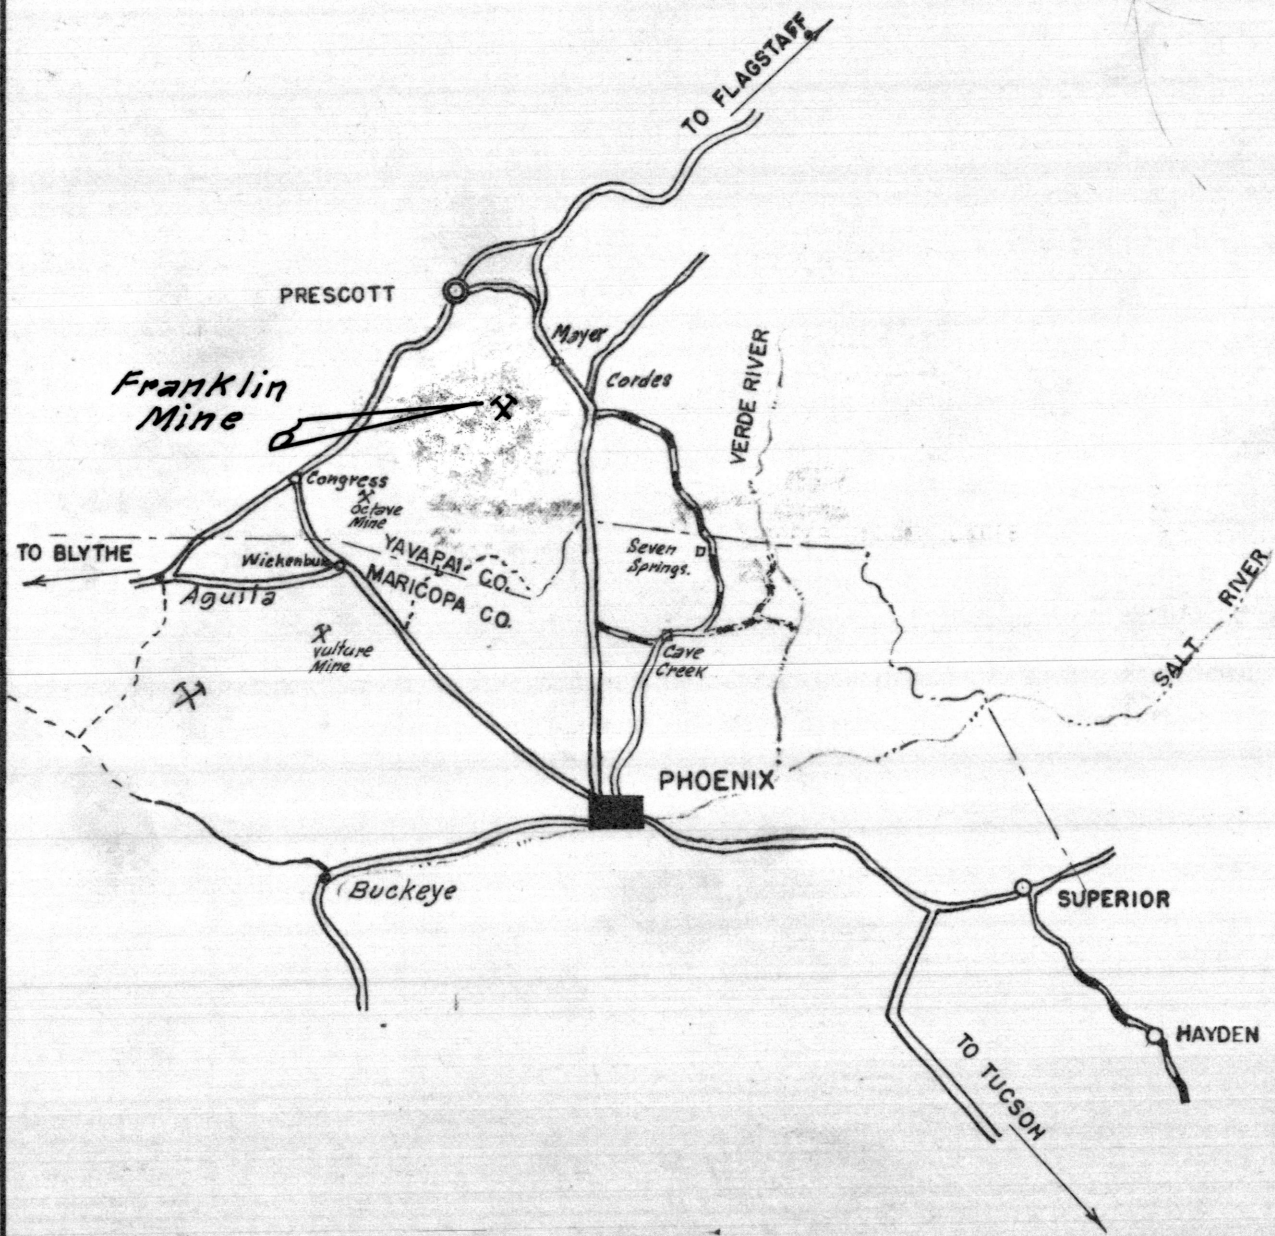 TO FLAGSTAFF
PRESCOTT
Mayer
VERDE RIVER
Franklin
Mine
Cordes
Congress
Octave
Mine
TO BLYTHE
Wickenbur
YAVAPAI CO.
MARICOPA CO.
Seven
Springs.
Aguila
SALT RIVER
Vulture
Mine
Cave
Creek
PHOENIX
Buckeye
SUPERIOR
HAYDEN
TO TUCSON